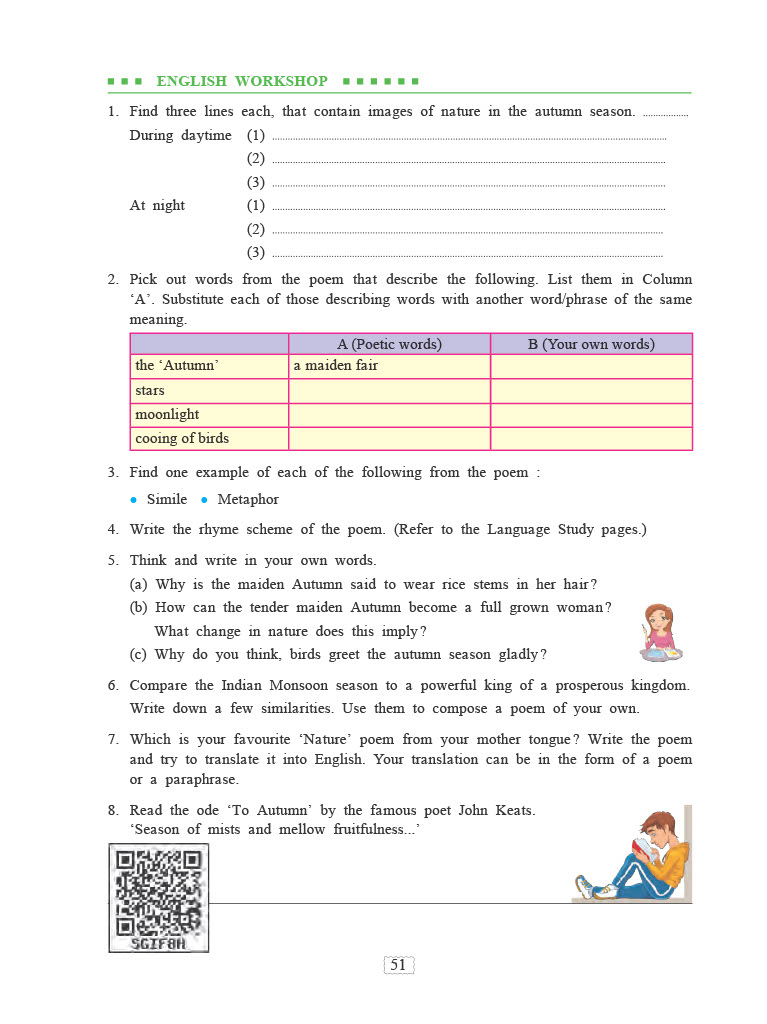 ENGLISH WORKSHOP
1. Find three lines each, that contain images of nature in the autumn season. ..................
During daytime (1) ..................
(2) ..................
(3) ..................
At night (1) ..................
(2) ..................
(3) ..................
2. Pick out words from the poem that describe the following. List them in Column
‘A’. Substitute each of those describing words with another word/phrase of the same
meaning.
A (Poetic words) B (Your own words)
the ‘Autumn’ a maiden fair
stars
moonlight
cooing of birds
3. Find one example of each of the following from the poem :
• Simile • Metaphor
4. Write the rhyme scheme of the poem. (Refer to the Language Study pages.)
5. Think and write in your own words.
(a) Why is the maiden Autumn said to wear rice stems in her hair?
(b) How can the tender maiden Autumn become a full grown woman?
What change in nature does this imply?
(c) Why do you think, birds greet the autumn season gladly?
6. Compare the Indian Monsoon season to a powerful king of a prosperous kingdom.
Write down a few similarities. Use them to compose a poem of your own.
7. Which is your favourite ‘Nature’ poem from your mother tongue? Write the poem
and try to translate it into English. Your translation can be in the form of a poem
or a paraphrase.
8. Read the ode ‘To Autumn’ by the famous poet John Keats.
‘Season of mists and mellow fruitfulness...’
SGIF8A
51